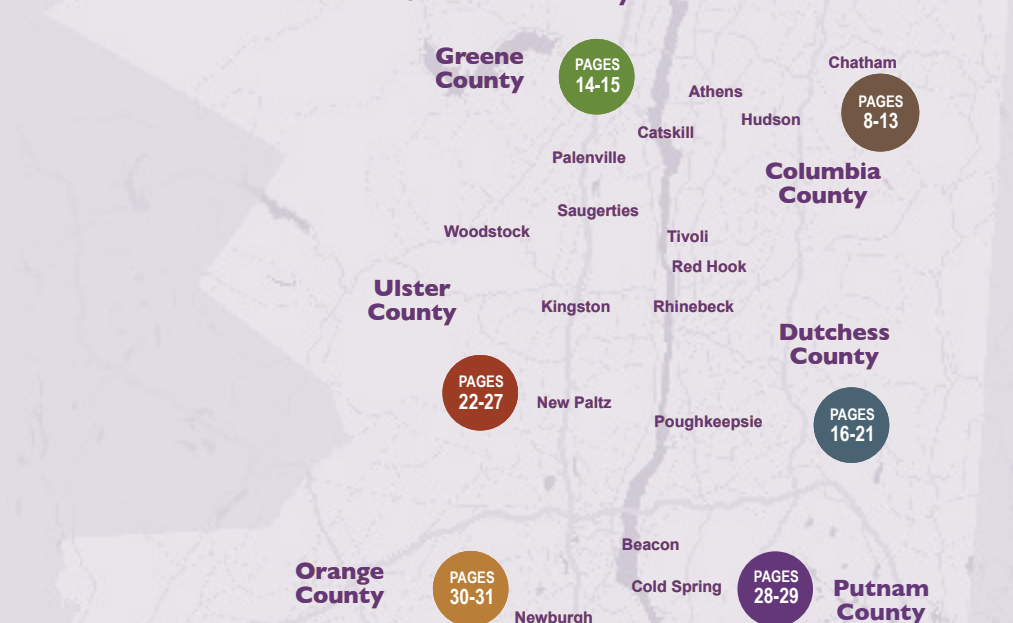 Greene
County
PAGES
14-15
Chatham
Athens
PAGES
8-13
Hudson
Catskill
Palenville
Columbia
County
Saugerties
Woodstock
Tivoli
Red Hook
Ulster
County
Kingston
Rhinebeck
Dutchess
County
PAGES
22-27
New Paltz
Poughkeepsie
PAGES
16-21
Beacon
Orange
County
PAGES
30-31
Cold Spring
PAGES
28-29
Putnam
County
Newburgh